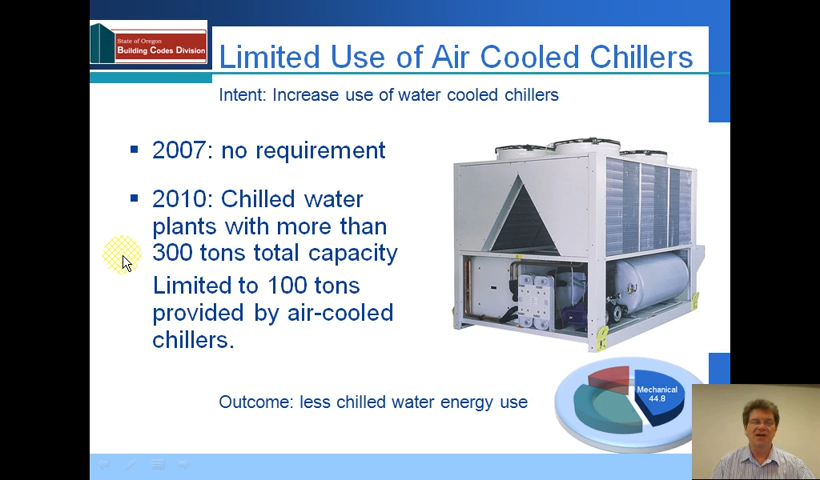 State of Oregon
Building Codes Division
Limited Use of Air Cooled Chillers
Intent: Increase use of water cooled chillers
2007: no requirement
2010: Chilled water
plants with more than
300 tons total capacity
Limited to 100 tons
provided by air-cooled
chillers.
Mechanical
44.8
Outcome: less chilled water energy use